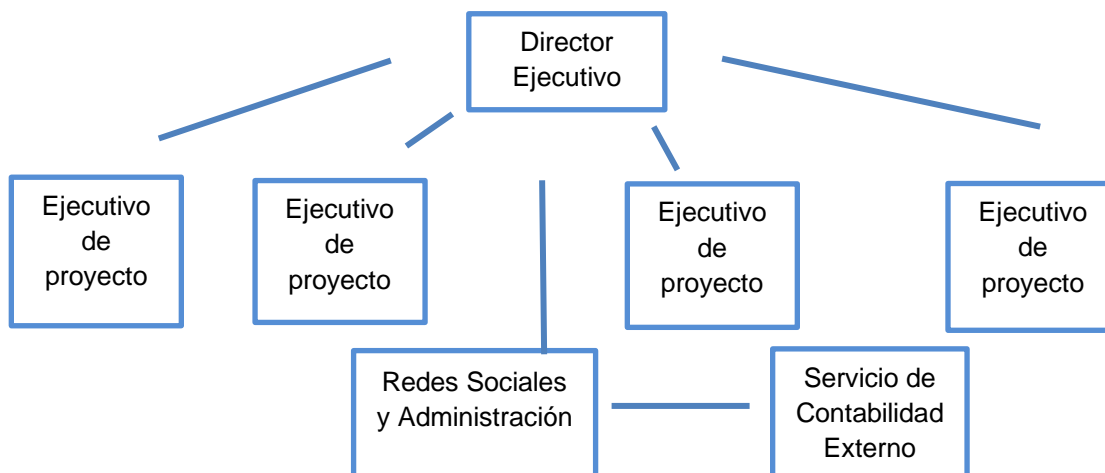 Director
Ejecutivo
Ejecutivo
de
proyecto
Ejecutivo
de
proyecto
Ejecutivo
de
proyecto
Ejecutivo
de
proyecto
Redes Sociales
y Administración
Servicio de
Contabilidad
Externo